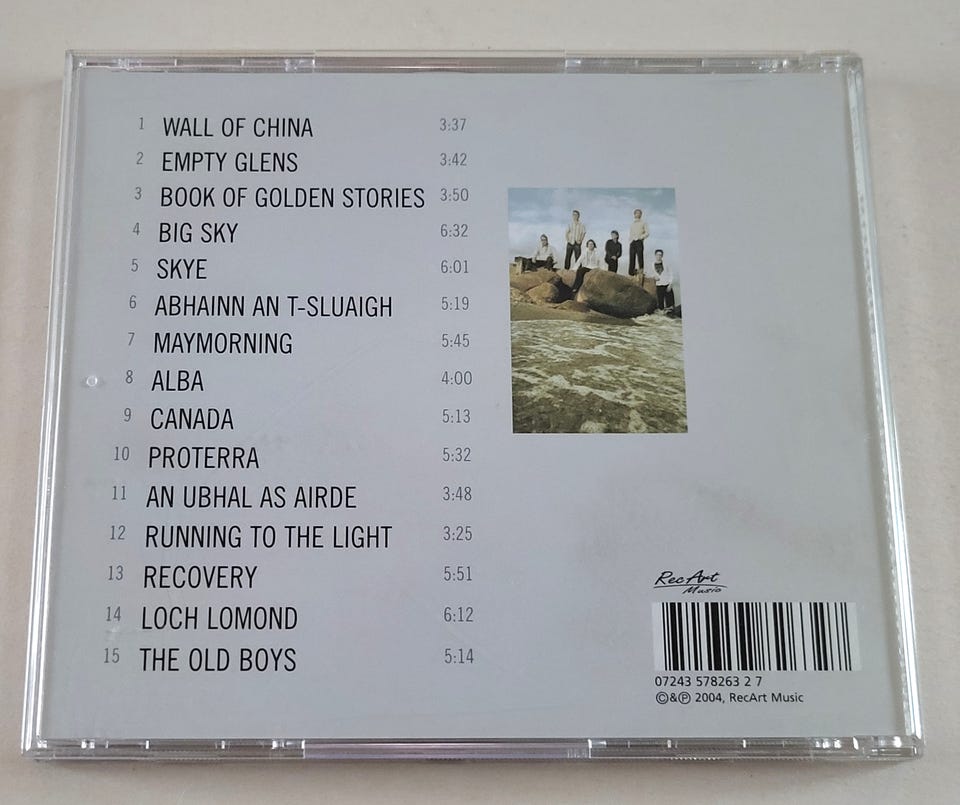 1 WALL OF CHINA 3:37
2 EMPTY GLENS 3:42
3 BOOK OF GOLDEN STORIES 3:50
4 BIG SKY 6:32
5 SKYE 6:01
6 ABHAINN AN T-SLUAIGH 5:19
7 MAYMORNING 5:45
8 ALBA 4:00
9 CANADA 5:13
10 PROTERRA 5:32
11 AN UBHAL AS AIRDE 3:48
12 RUNNING TO THE LIGHT 3:25
13 RECOVERY 5:51
14 LOCH LOMOND 6:12
15 THE OLD BOYS 5:14
RecArt
Music
07243 578263 2 7
©&℗ 2004, RecArt Music